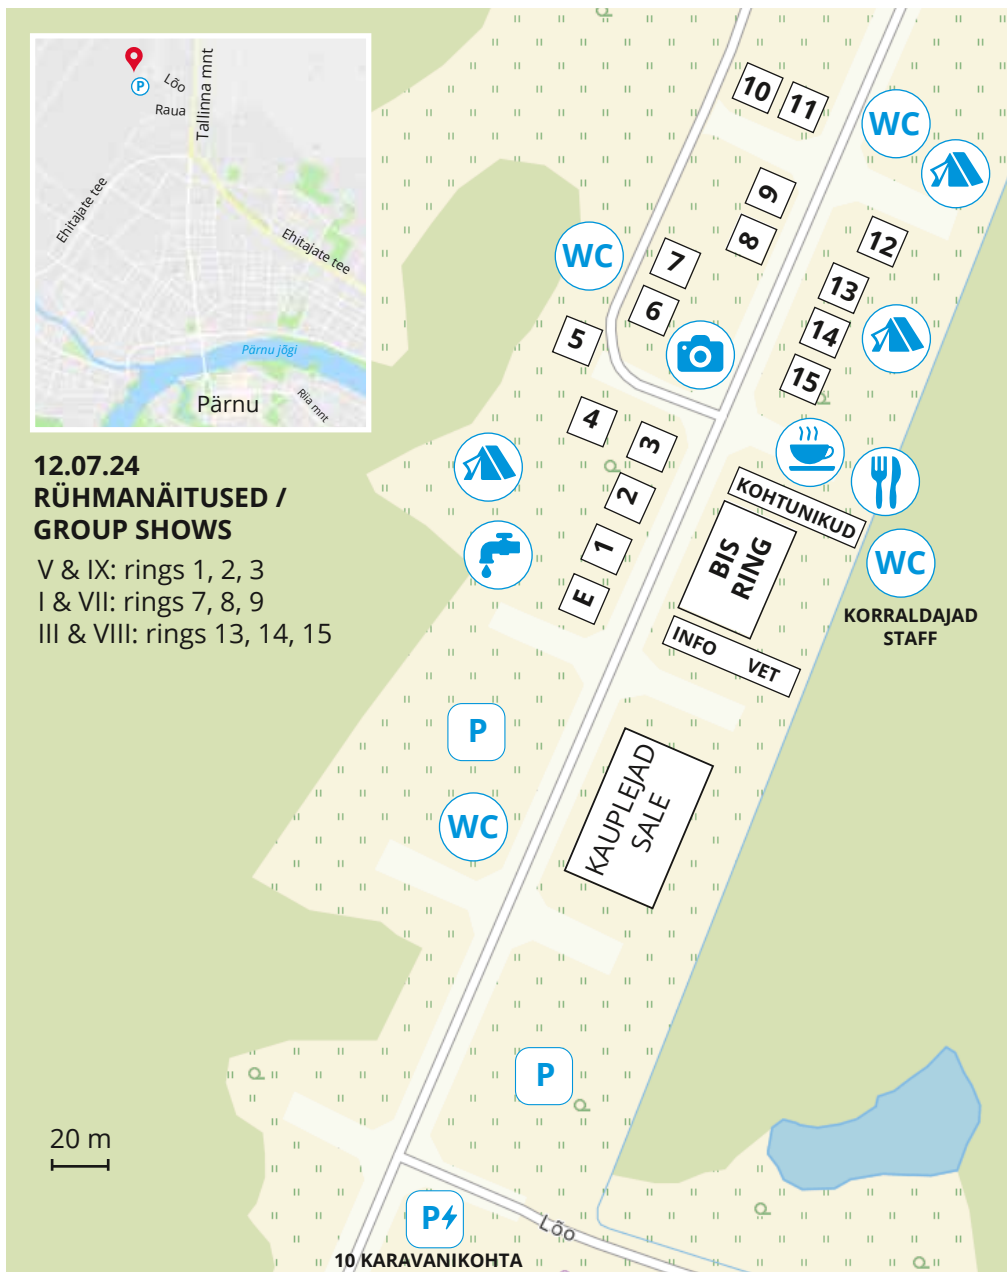 Lõo
Raua
Tallinna mnt
P
Ehitajate tee
Ehitajate tee
Pärnu jõgi
Riia mnt
Pärnu
12.07.24
RÜHMANÄITUSED /
GROUP SHOWS
V & IX: rings 1, 2, 3
I & VII: rings 7, 8, 9
III & VIII: rings 13, 14, 15
10
11
WC
9
8
12
WC
7
13
6
14
5
15
4
3
2
1
E
KOHTUNIKUD
BIS
RING
WC
KORRALDAJAD
STAFF
INFO
VET
P
KAUPLEJAD
SALE
WC
P
20 m
P
Lõo
10 KARAVANIKOHTA